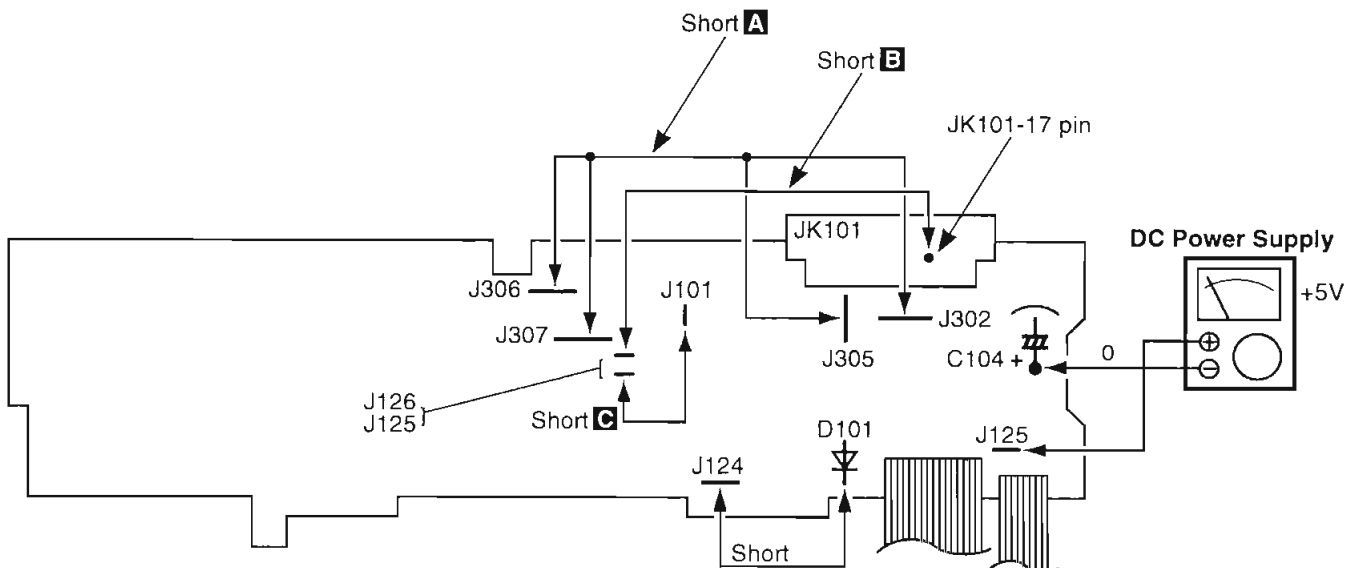 Short A
Short B
JK101-17 pin
JK101
DC Power Supply
+5V
J306
J101
J307
J302
J305
C104 +
0
J126
J125
Short C
D101
J125
J124
Short